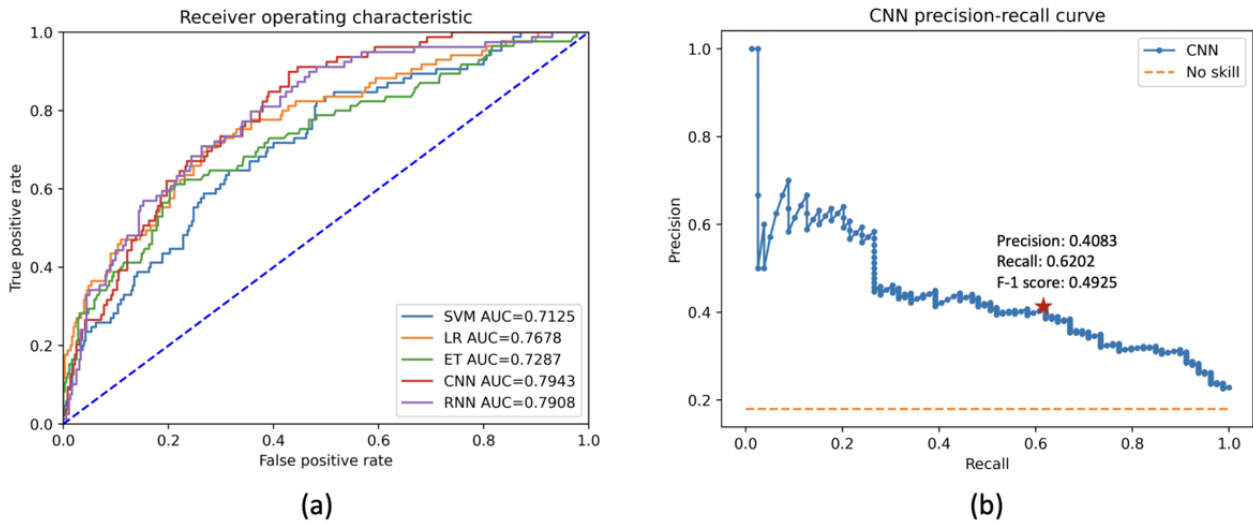 Receiver operating characteristic
1.0
0.8
0.6
0.4
0.2
0.0
True positive rate
0.0
0.2
0.4
0.6
0.8
1.0
False positive rate
SVM AUC=0.7125
LR AUC=0.7678
ET AUC=0.7287
CNN AUC=0.7943
RNN AUC=0.7908
(a)
CNN precision-recall curve
1.0
0.8
0.6
0.4
0.2
Precision
CNN
No skill
Precision: 0.4083
Recall: 0.6202
F-1 score: 0.4925
0.0
0.2
0.4
0.6
0.8
1.0
Recall
(b)